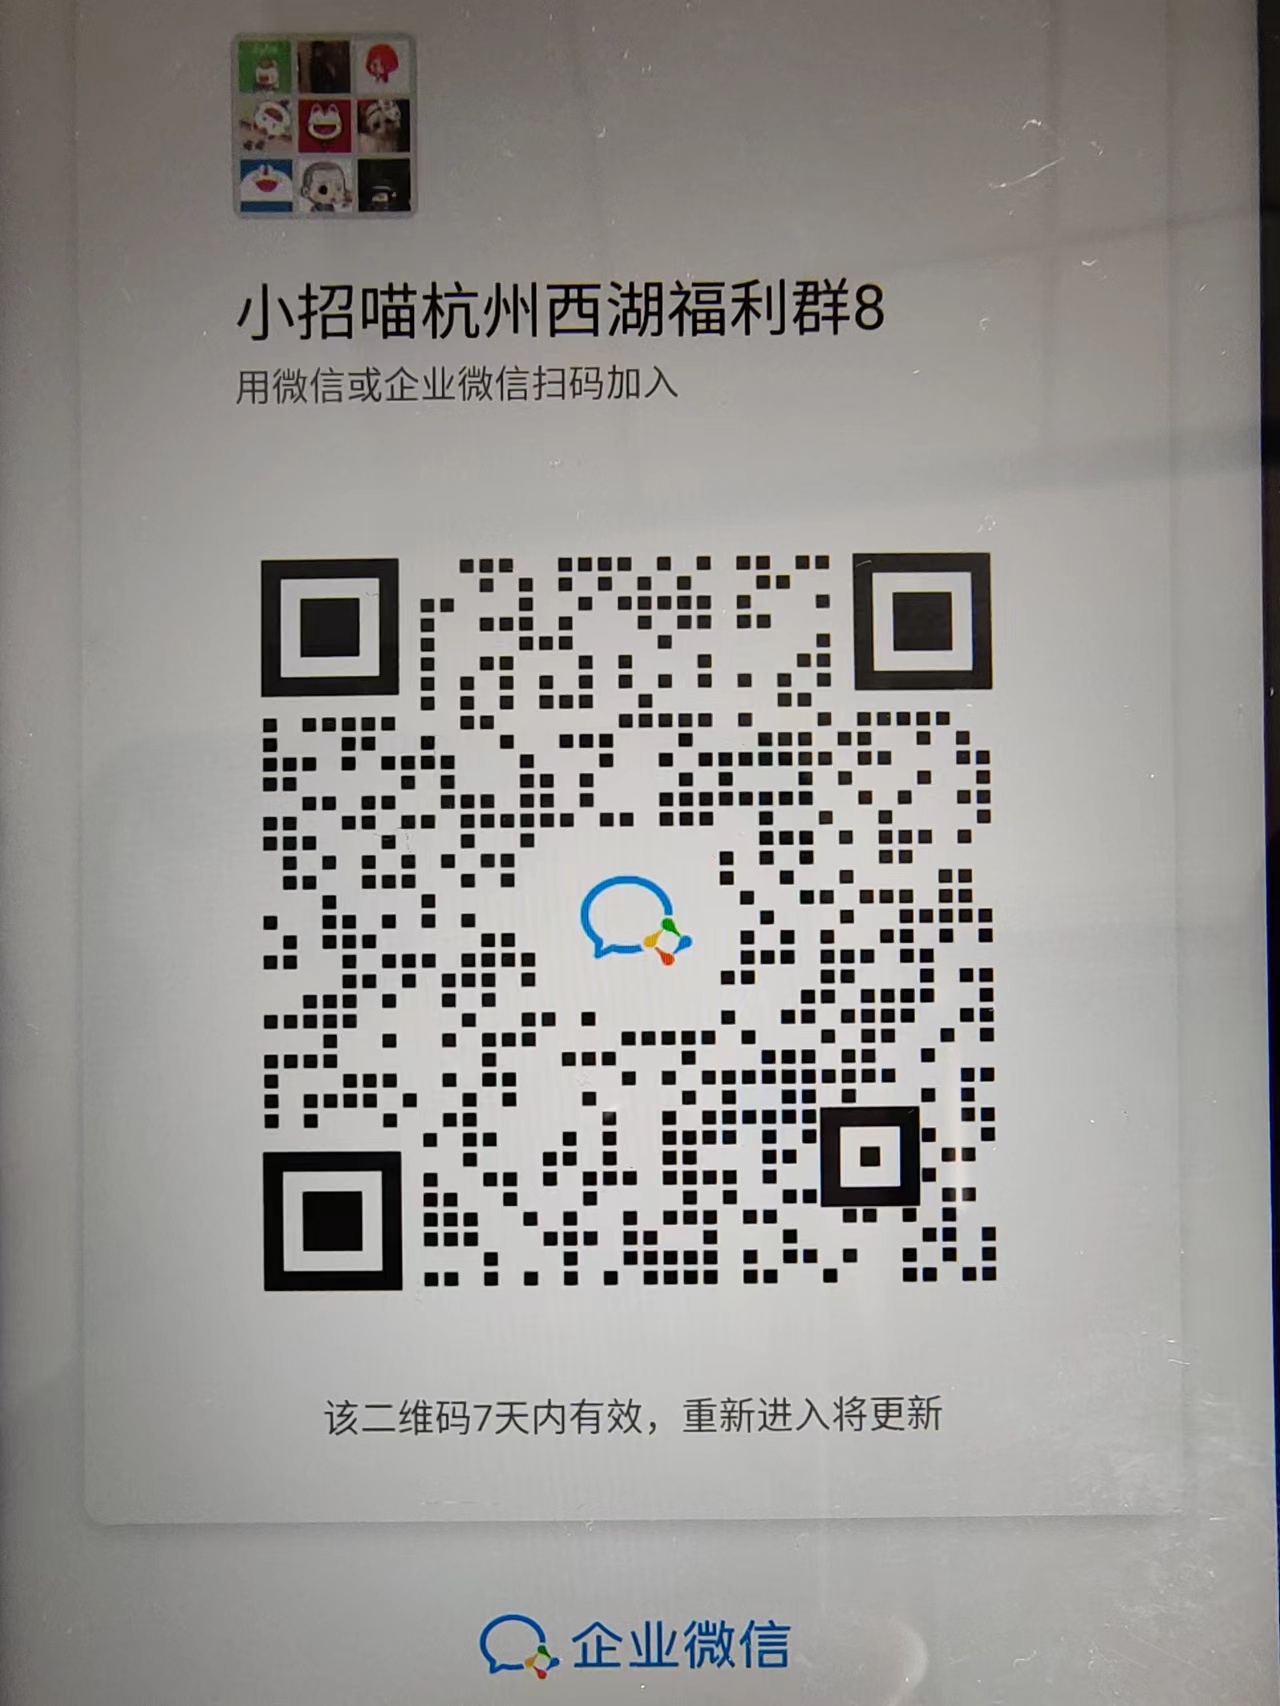 小招喵杭州西湖福利群8
用微信或企业微信扫码加入
该二维码7天内有效，重新进入将更新
企业微信